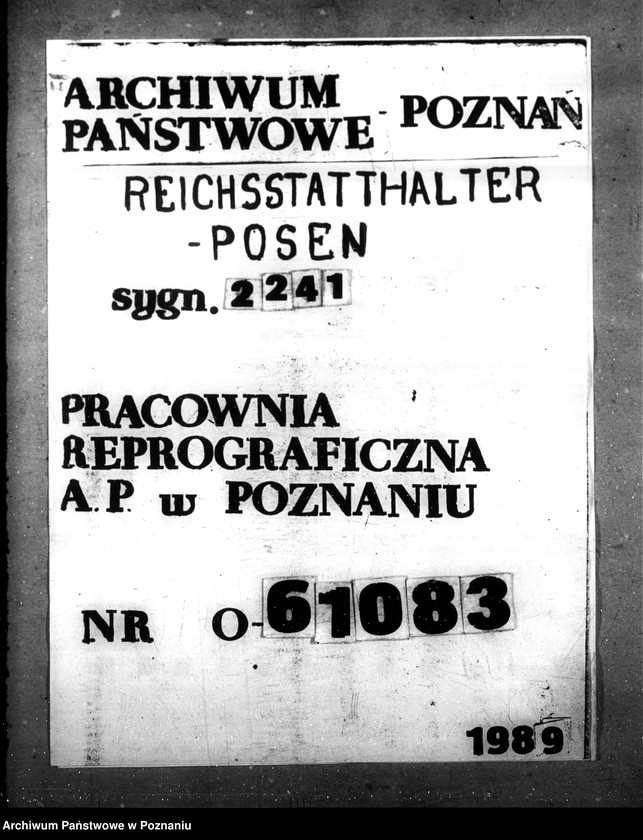 ARCHIWUM
PAŃSTWOWE - POZNAŃ
REICHSSTATTHALTER
-POSEN
sygn. 2241
PRACOWNIA
REPROGRAFICZNA
A.P. w POZNANIU
NR O-61083
1989
Archiwum Państwowe w Poznaniu